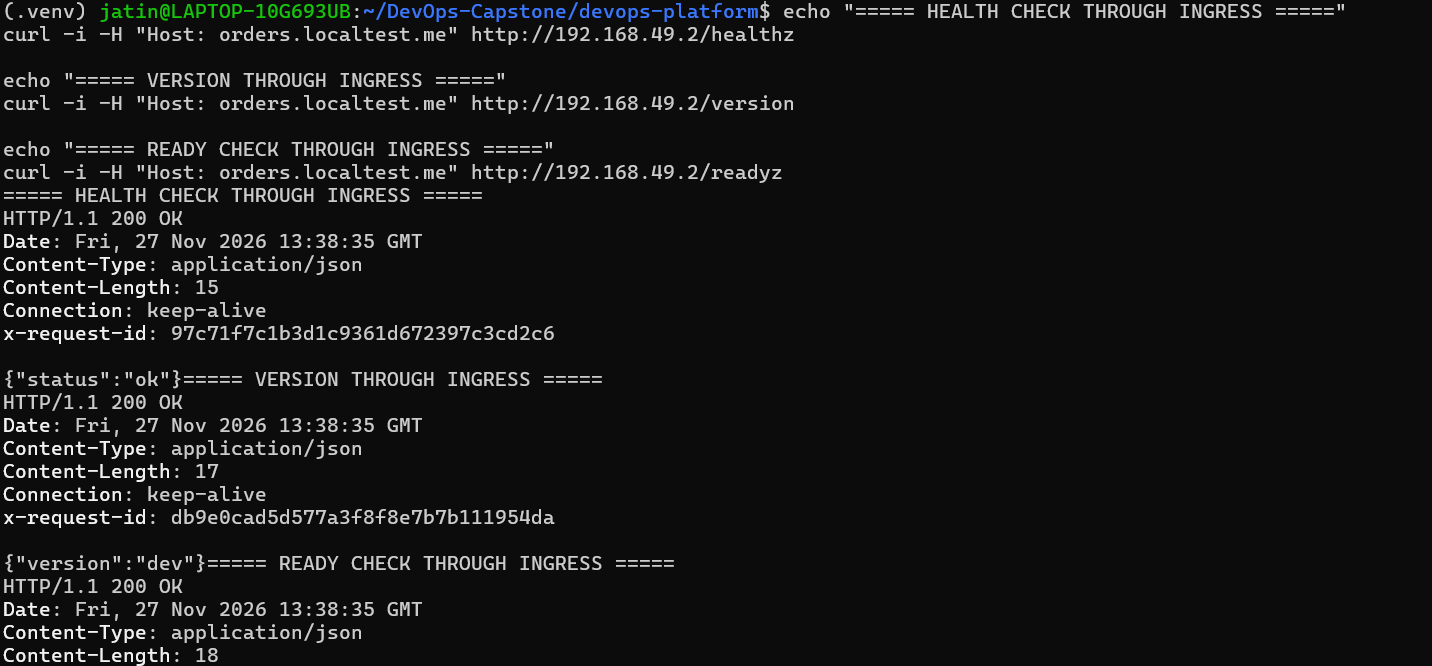 (.venv) jatin@LAPTOP-10G693UB:~/DevOps-Capstone/devops-platform$ echo "===== HEALTH CHECK THROUGH INGRESS ====="
curl -i -H "Host: orders.localtest.me" http://192.168.49.2/healthz
echo "===== VERSION THROUGH INGRESS ====="
curl -i -H "Host: orders.localtest.me" http://192.168.49.2/version
echo "===== READY CHECK THROUGH INGRESS ====="
curl -i -H "Host: orders.localtest.me" http://192.168.49.2/readyz
===== HEALTH CHECK THROUGH INGRESS =====
HTTP/1.1 200 OK
Date: Fri, 27 Nov 2026 13:38:35 GMT
Content-Type: application/json
Content-Length: 15
Connection: keep-alive
x-request-id: 97c71f7c1b3d1c9361d672397c3cd2c6
{"status":"ok"}===== VERSION THROUGH INGRESS =====
HTTP/1.1 200 OK
Date: Fri, 27 Nov 2026 13:38:35 GMT
Content-Type: application/json
Content-Length: 17
Connection: keep-alive
x-request-id: db9e0cad5d577a3f8f8e7b7b111954da
{"version":"dev"}===== READY CHECK THROUGH INGRESS =====
HTTP/1.1 200 OK
Date: Fri, 27 Nov 2026 13:38:35 GMT
Content-Type: application/json
Content-Length: 18